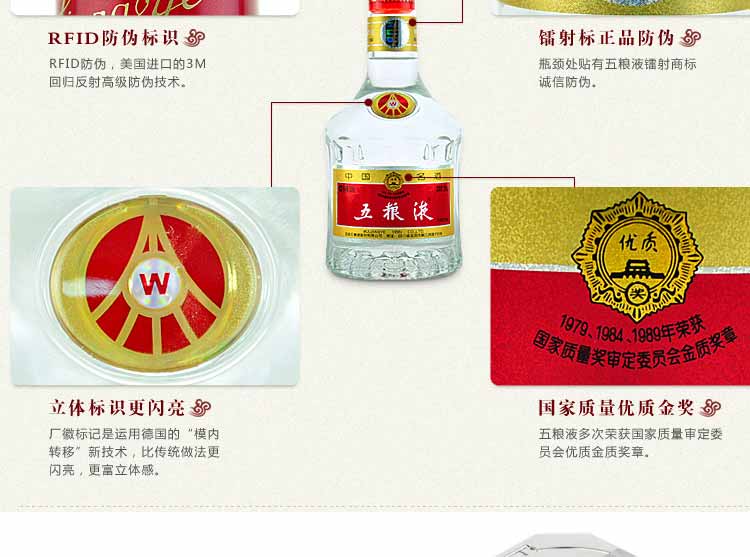 RFID防伪标识
RFID防伪，美国进口的3M
回归反射高级防伪技术。
镭射标正品防伪
瓶颈处贴有五粮液镭射商标
诚信防伪。
中国名酒
五粮液
W
优质
奖
1979、1984、1989年荣获
国家质量奖审定委员会金质奖章
立体标识更闪亮
厂徽标记是运用德国的“模内
转移”新技术，比传统做法更
闪亮，更富立体感。
国家质量优质金奖
五粮液多次荣获国家质量审定委
员会优质金质奖章。